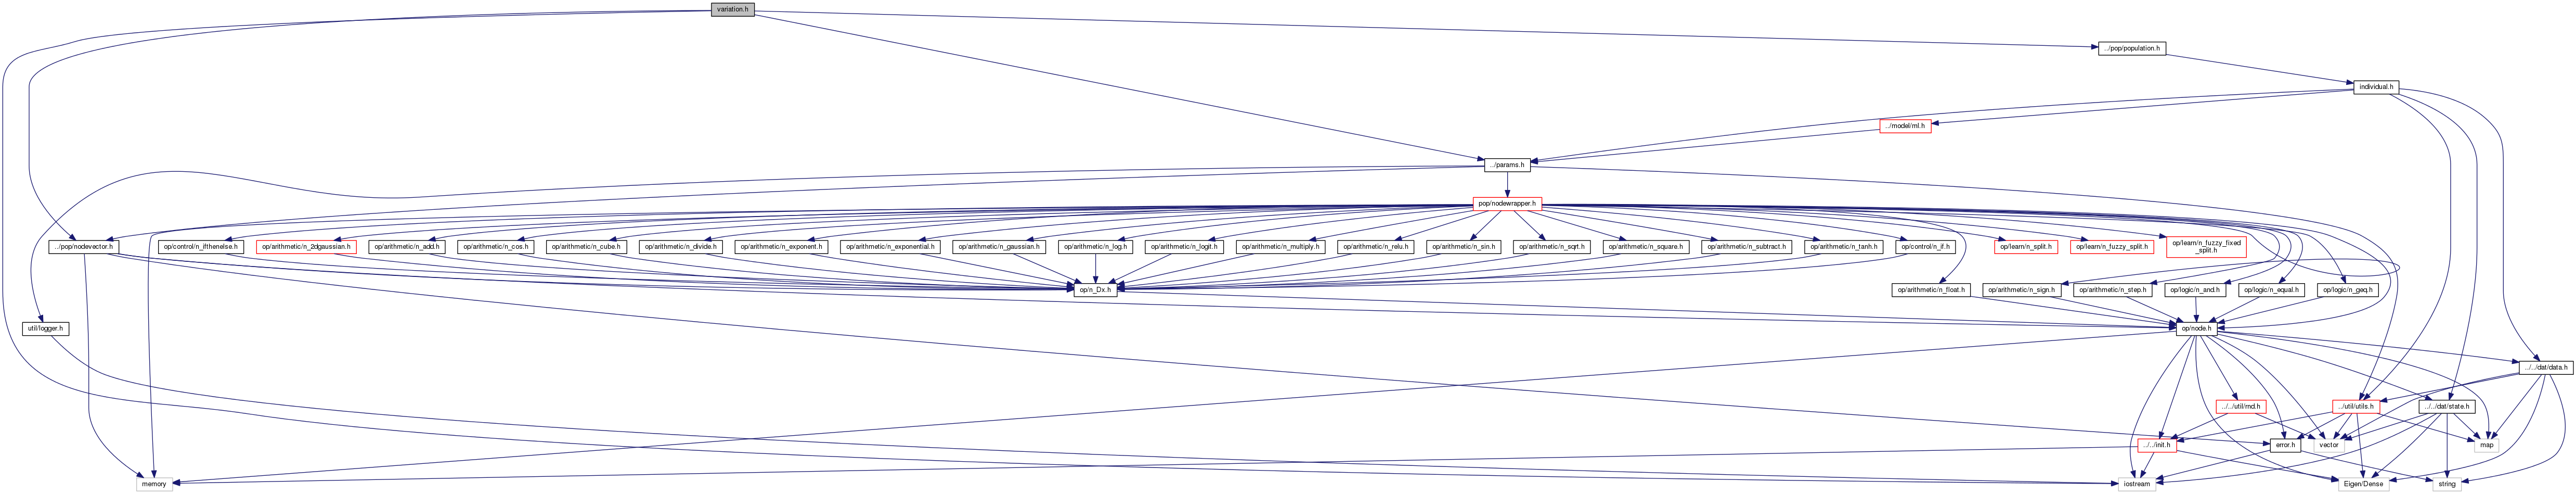 variation.h
../pop/population.h
individual.h
../model/ml.h
../params.h
pop/nodewrapper.h
../pop/nodevector.h
op/control/n_ifthenelse.h
op/arithmetic/n_2dgaussian.h
op/arithmetic/n_add.h
op/arithmetic/n_cos.h
op/arithmetic/n_cube.h
op/arithmetic/n_divide.h
op/arithmetic/n_exponent.h
op/arithmetic/n_exponential.h
op/arithmetic/n_gaussian.h
op/arithmetic/n_log.h
op/arithmetic/n_logit.h
op/arithmetic/n_multiply.h
op/arithmetic/n_relu.h
op/arithmetic/n_sin.h
op/arithmetic/n_sqrt.h
op/arithmetic/n_square.h
op/arithmetic/n_subtract.h
op/arithmetic/n_tanh.h
op/control/n_if.h
op/learn/n_split.h
op/learn/n_fuzzy_split.h
op/learn/n_fuzzy_fixed
_split.h
op/n_Dx.h
op/arithmetic/n_float.h
op/arithmetic/n_sign.h
op/arithmetic/n_step.h
op/logic/n_and.h
op/logic/n_equal.h
op/logic/n_geq.h
util/logger.h
op/node.h
../../dat/data.h
../../util/rnd.h
../util/utils.h
../../dat/state.h
../../init.h
error.h
vector
map
memory
iostream
Eigen/Dense
string